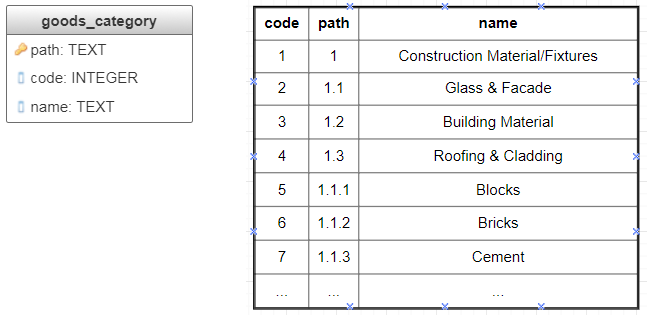 goods_category
path: TEXT
code: INTEGER
name: TEXT
code path name
1 1 Construction Material/Fixtures
2 1.1 Glass & Facade
3 1.2 Building Material
4 1.3 Roofing & Cladding
5 1.1.1 Blocks
6 1.1.2 Bricks
7 1.1.3 Cement
... ... ...